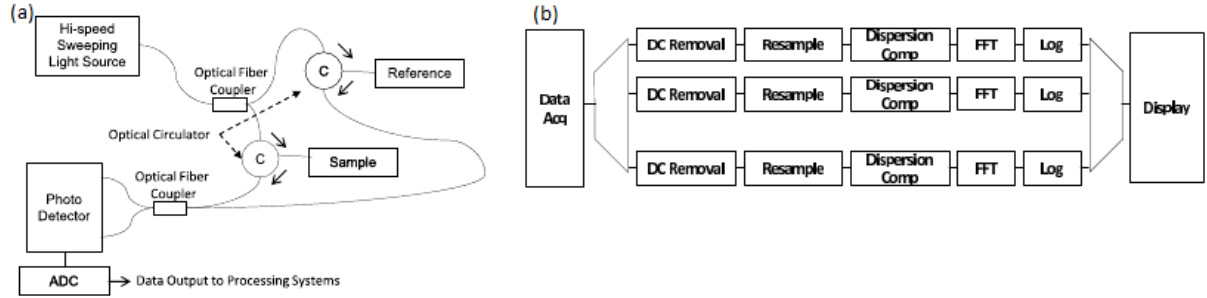 (a)
Hi-speed
Sweeping
Light Source
Optical Fiber
Coupler
C
Reference
Optical Circulator
C
Sample
Optical Fiber
Coupler
Photo
Detector
ADC
Data Output to Processing Systems
(b)
Data
Acq
DC Removal
Resample
Dispersion
Comp
FFT
Log
DC Removal
Resample
Dispersion
Comp
FFT
Log
DC Removal
Resample
Dispersion
Comp
FFT
Log
Display